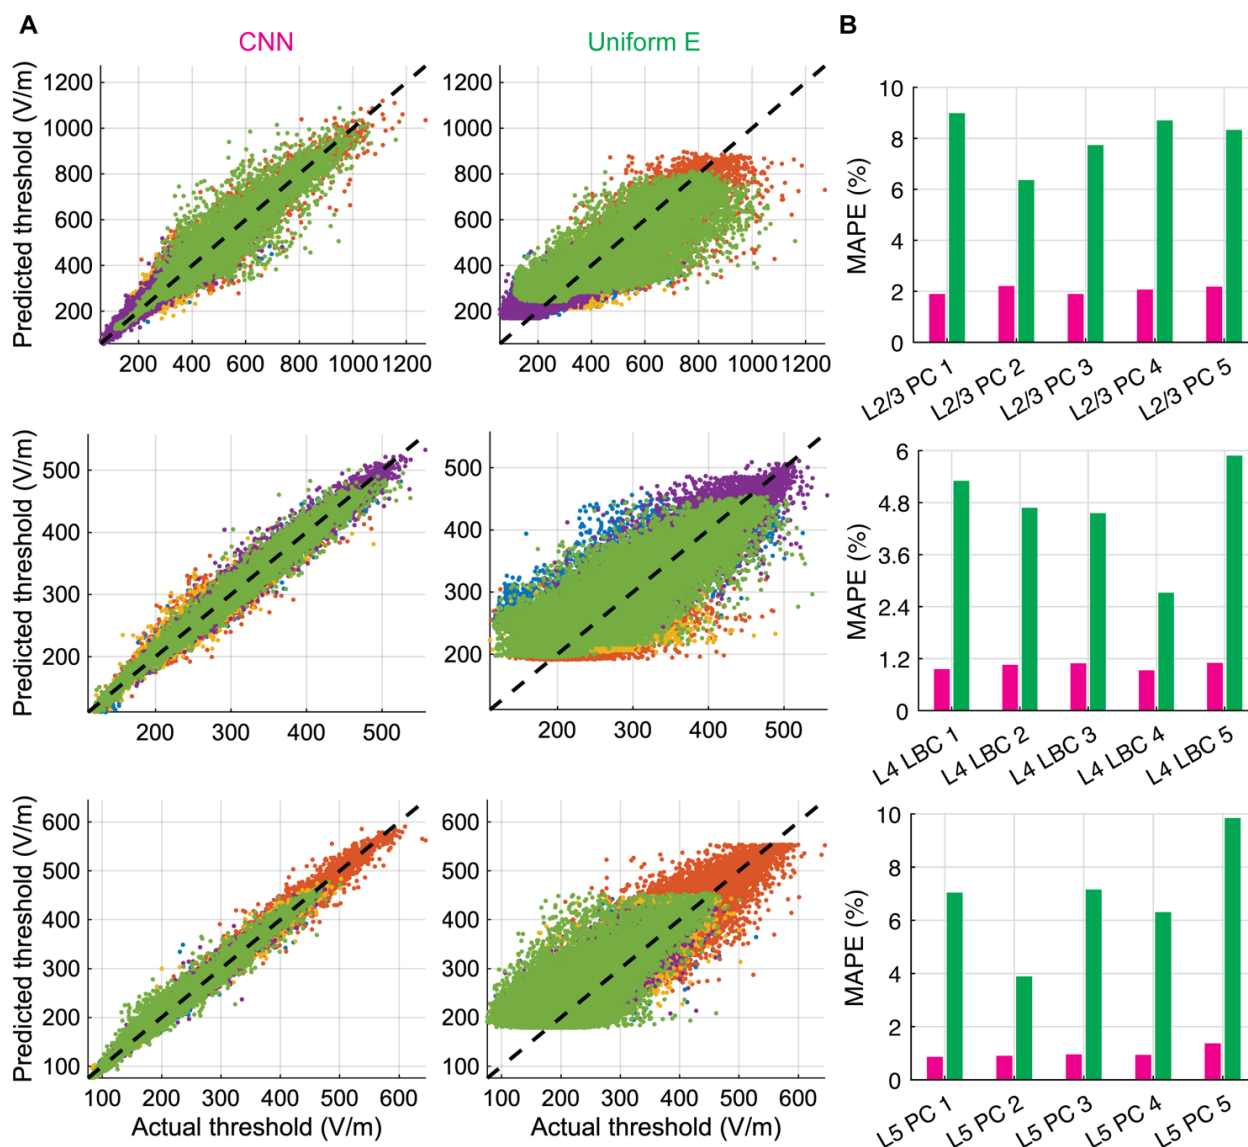 A
B
CNN
Uniform E
Predicted threshold (V/m)
1200
1000
800
600
400
200
200 400 600 800 1000 1200
1200
1000
800
600
400
200
200 400 600 800 1000 1200
MAPE (%)
10
8
6
4
2
0
L2/3 PC 1 L2/3 PC 2 L2/3 PC 3 L2/3 PC 4 L2/3 PC 5
Predicted threshold (V/m)
500
400
300
200
200 300 400 500
500
400
300
200
200 300 400 500
MAPE (%)
6
4.8
3.6
2.4
1.2
0
L4 LBC 1 L4 LBC 2 L4 LBC 3 L4 LBC 4 L4 LBC 5
Predicted threshold (V/m)
600
500
400
300
200
100
100 200 300 400 500 600
Actual threshold (V/m)
600
500
400
300
200
100
100 200 300 400 500 600
Actual threshold (V/m)
MAPE (%)
10
8
6
4
2
0
L5 PC 1 L5 PC 2 L5 PC 3 L5 PC 4 L5 PC 5